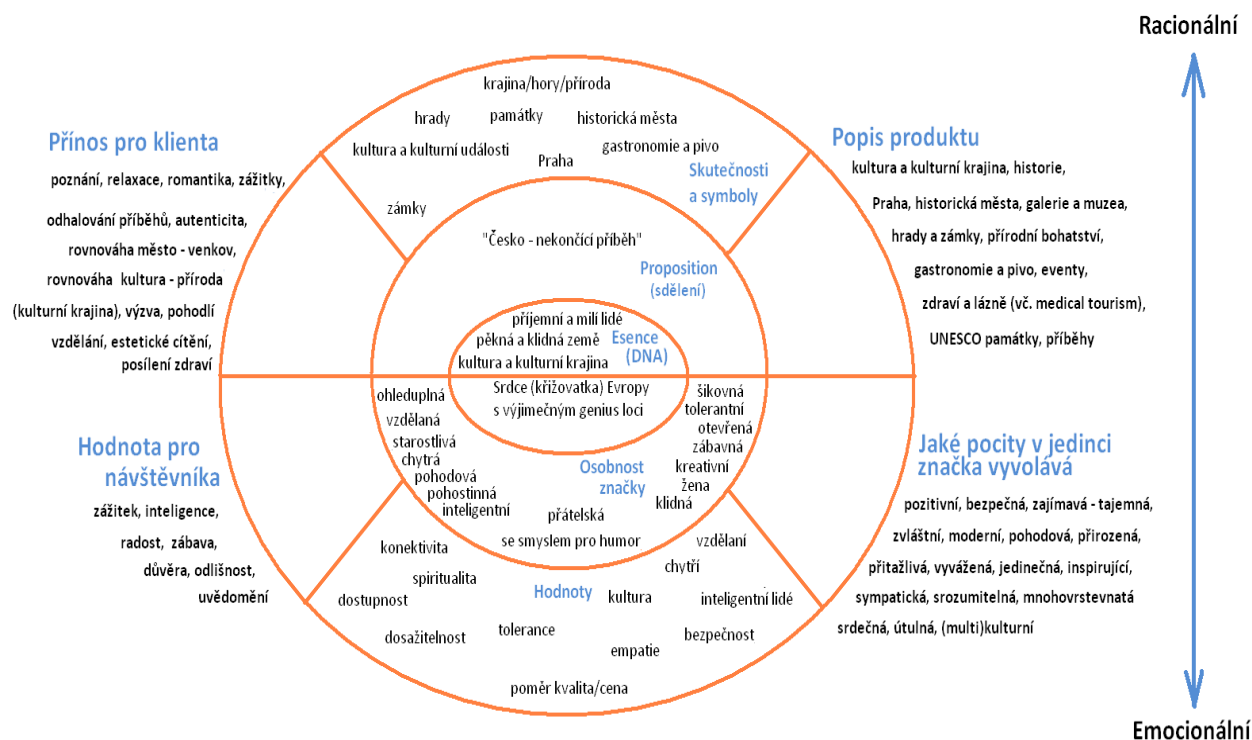 Racionální
krajina/hory/příroda
hrady
památky
historická města
kultura a kulturní události
Praha
gastronomie a pivo
Skutečnosti
a symboly
zámky
Přínos pro klienta
poznání, relaxace, romantika, zážitky,
odhalování příběhů, autenticita,
rovnováha město - venkov,
rovnováha kultura - příroda
(kulturní krajina), výzva, pohodlí
vzdělání, estetické cítění,
posílení zdraví
Popis produktu
kultura a kulturní krajina, historie,
Praha, historická města, galerie a muzea,
hrady a zámky, přírodní bohatství,
gastronomie a pivo, eventy,
zdraví a lázně (vč. medical tourism),
UNESCO památky, příběhy
"Česko - nekončící příběh"
Proposition
(sdělení)
příjemní a milí lidé
pěkná a klidná země
kultura a kulturní krajina
Esence
(DNA)
Srdce (křižovatka) Evropy
s výjimečným genius loci
ohleduplná
vzdělaná
starostlivá
chytrá
pohodová
pohostinná
inteligentní
přátelská
se smyslem pro humor
šikovná
tolerantní
otevřená
zábavná
kreativní
žena
klidná
Osobnost
značky
Hodnota pro
návštěvníka
zážitek, inteligence,
radost, zábava,
důvěra, odlišnost,
uvědomění
Jaké pocity v jedinci
značka vyvolává
pozitivní, bezpečná, zajímavá - tajemná,
zvláštní, moderní, pohodová, přirozená,
přitažlivá, vyvážená, jedinečná, inspirující,
sympatická, srozumitelná, mnohovrstevnatá
srdečná, útulná, (multi)kulturní
konektivita
spiritualita
dostupnost
dosažitelnost
Hodnoty
tolerance
kultura
empatie
vzdělaní
chytří
inteligentní lidé
bezpečnost
poměr kvalita/cena
Emocionální